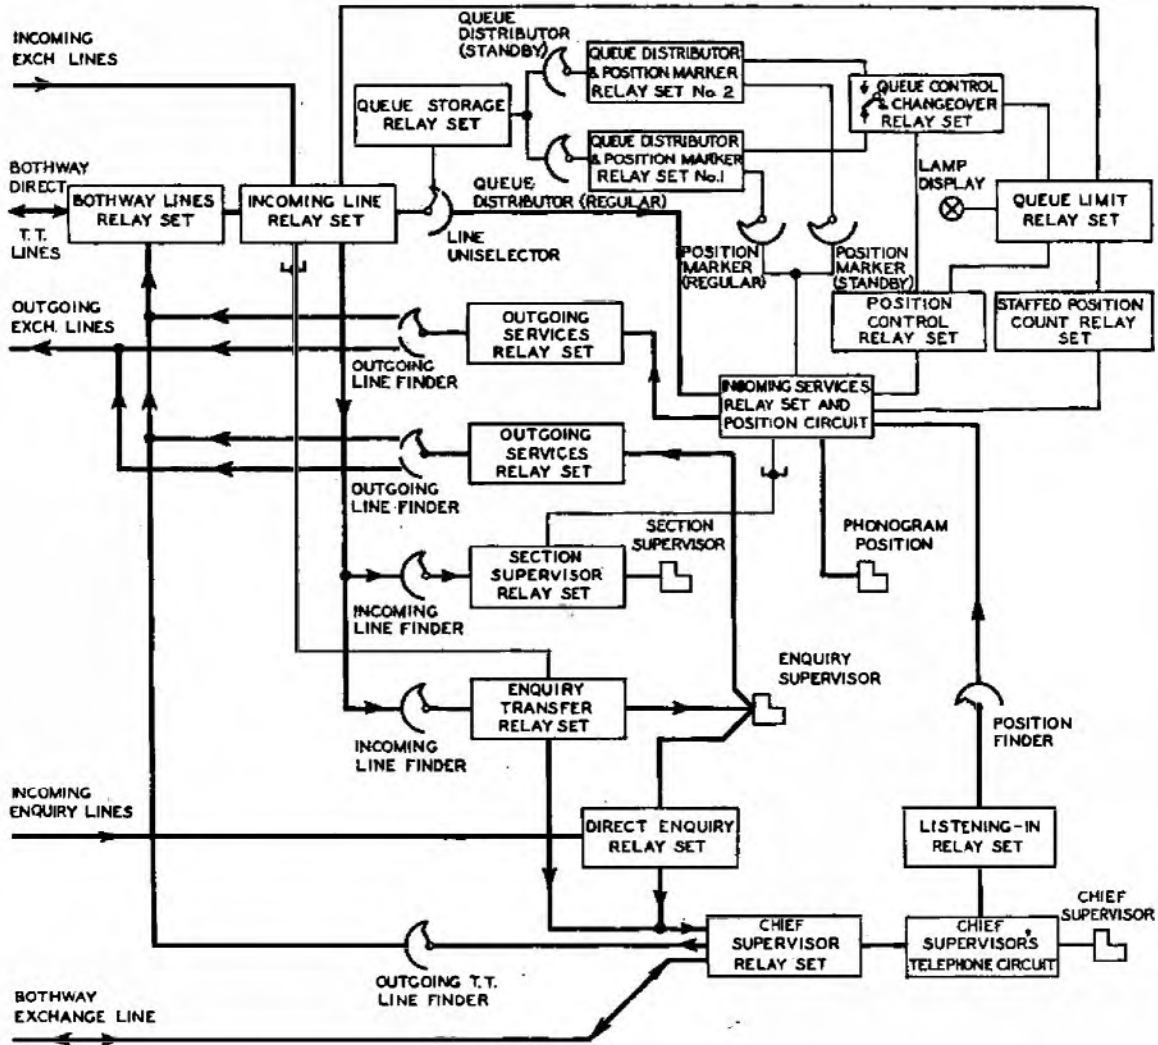 INCOMING
EXCH. LINES
QUEUE
DISTRIBUTOR
(STANDBY)
QUEUE DISTRIBUTOR
& POSITION MARKER
RELAY SET No. 2
QUEUE CONTROL
& CHANGEOVER
RELAY SET
QUEUE STORAGE
RELAY SET
QUEUE DISTRIBUTOR
& POSITION MARKER
RELAY SET No. 1
BOTHWAY
DIRECT
T.T.
LINES
BOTHWAY LINES
RELAY SET
INCOMING LINE
RELAY SET
QUEUE
DISTRIBUTOR (REGULAR)
LINE
UNISELECTOR
LAMP
DISPLAY
QUEUE LIMIT
RELAY SET
POSITION
MARKER
(REGULAR)
POSITION
MARKER
(STANDBY)
OUTGOING
EXCH. LINES
OUTGOING
SERVICES
RELAY SET
POSITION
CONTROL
RELAY SET
STAFFED POSITION
COUNT RELAY
SET
OUTGOING
LINE FINDER
INCOMING SERVICES
RELAY SET AND
POSITION CIRCUIT
OUTGOING
SERVICES
RELAY SET
OUTGOING
LINE FINDER
SECTION
SUPERVISOR
PHONOGRAM
POSITION
SECTION
SUPERVISOR
RELAY SET
INCOMING
LINE FINDER
ENQUIRY
SUPERVISOR
ENQUIRY
TRANSFER
RELAY SET
INCOMING
LINE FINDER
POSITION
FINDER
INCOMING
ENQUIRY LINES
DIRECT ENQUIRY
RELAY SET
LISTENING-IN
RELAY SET
CHIEF
SUPERVISOR
CHIEF
SUPERVISOR
RELAY SET
CHIEF
SUPERVISOR'S
TELEPHONE CIRCUIT
OUTGOING T.T.
LINE FINDER
BOTHWAY
EXCHANGE LINE